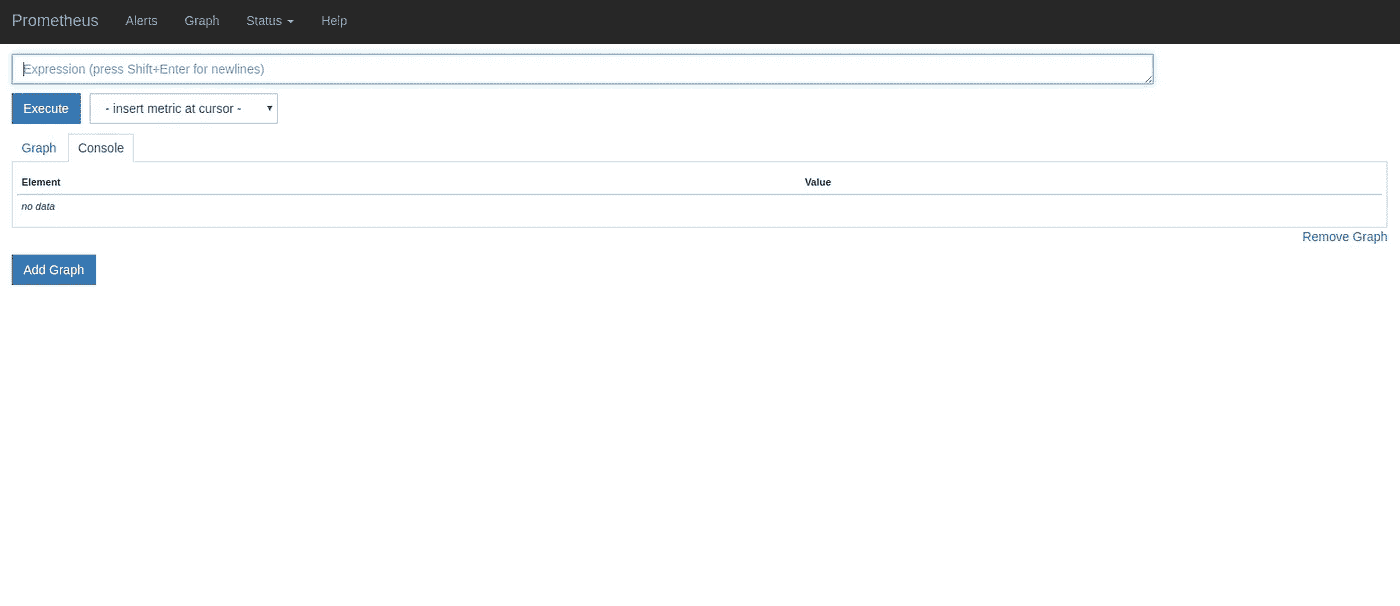 Prometheus Alerts Graph Status Help
Expression (press Shift+Enter for newlines)
Execute - insert metric at cursor -
Graph Console
Element Value
no data
Remove Graph
Add Graph